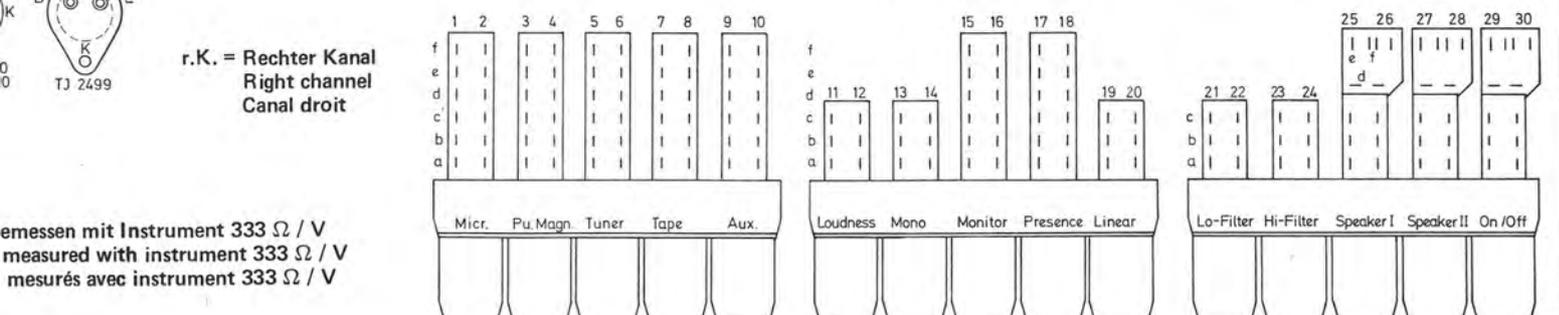 K
K
TJ 2499
r.K. = Rechter Kanal
Right channel
Canal droit
emessen mit Instrument 333 Ω / V
measured with instrument 333 Ω / V
mesurés avec instrument 333 Ω / V
1 2 3 4 5 6 7 8 9 10
f
e
d
c
b
a
Micr. Pu. Magn. Tuner Tape Aux.
15 16 17 18
f
e
d 11 12 13 14 19 20
c
b
a
Loudness Mono Monitor Presence Linear
25 26 27 28 29 30
e f
d
21 22 23 24
c
b
a
Lo-Filter Hi-Filter Speaker I Speaker II On/Off